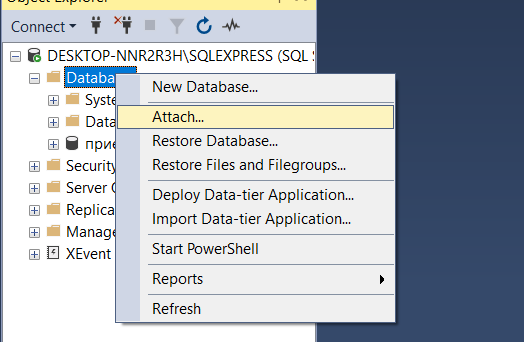 Object Explorer
Connect
DESKTOP-NNR2R3H\SQLEXPRESS (SQL S
Databa
New Database...
Syste
Attach...
Data
Restore Database...
прие
Restore Files and Filegroups...
Security
Server O
Deploy Data-tier Application...
Replica
Import Data-tier Application...
Manage
Start PowerShell
XEvent
Reports
Refresh